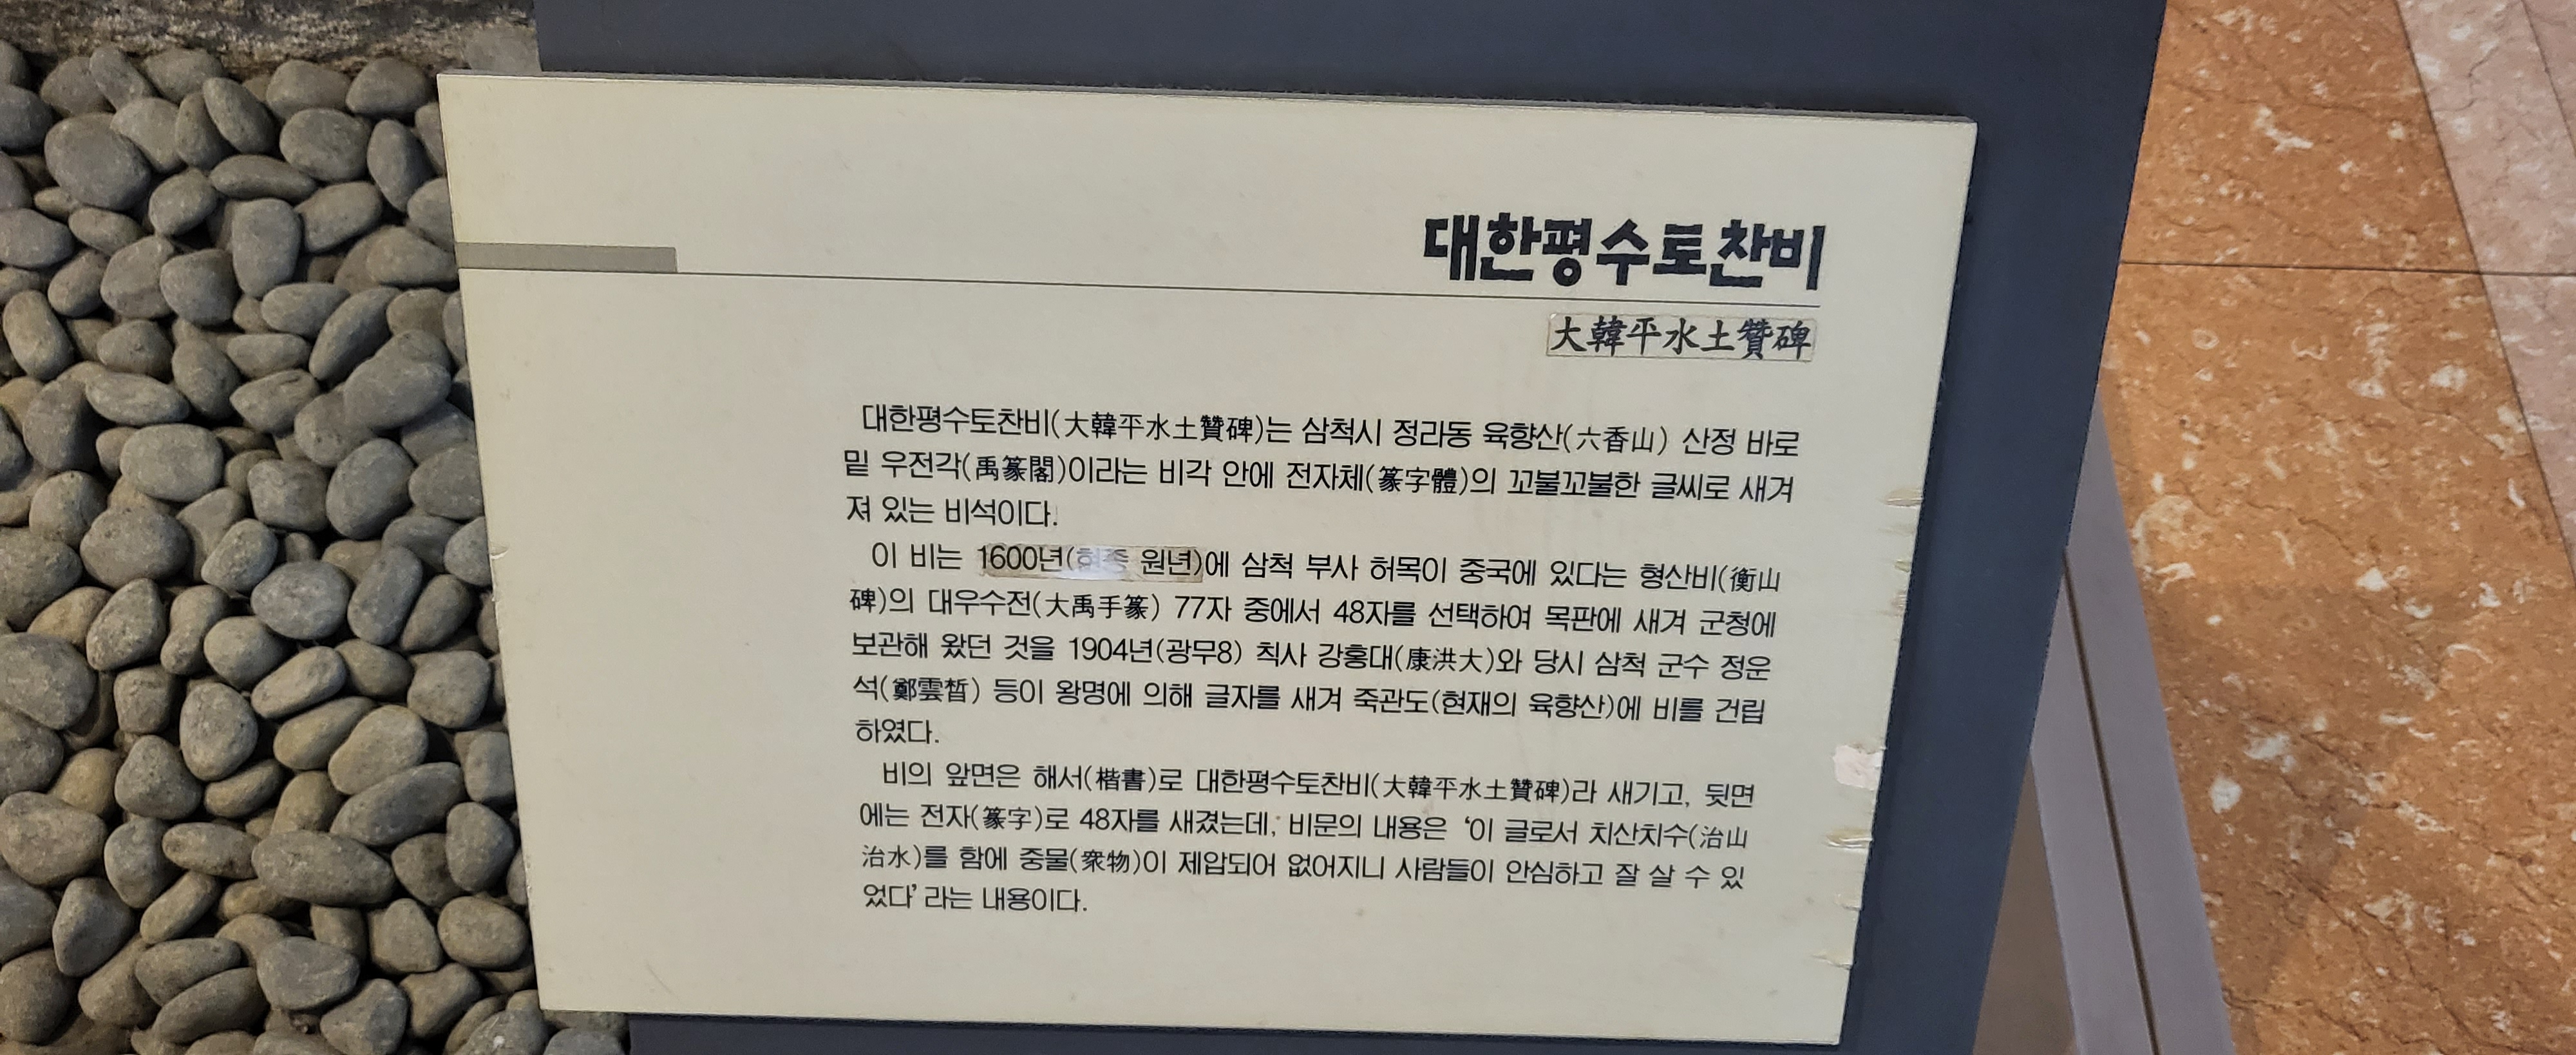 대한평수토찬비
大韓平水土贊碑
대한평수토찬비(大韓平水土贊碑)는 삼척시 정라동 육향산(六香山) 산정 바로
밑 우전각(禹篆閣)이라는 비각 안에 전자체(篆字體)의 꼬불꼬불한 글씨로 새겨
져 있는 비석이다.
이 비는 1600년(현종 원년)에 삼척 부사 허목이 중국에 있다는 형산비(衡山
碑)의 대우수전(大禹手篆) 77자 중에서 48자를 선택하여 목판에 새겨 군청에
보관해 왔던 것을 1904년(광무8) 칙사 강홍대(康洪大)와 당시 삼척 군수 정운
석(鄭雲晳) 등이 왕명에 의해 글자를 새겨 죽관도(현재의 육향산)에 비를 건립
하였다.
비의 앞면은 해서(楷書)로 대한평수토찬비(大韓平水土贊碑)라 새기고, 뒷면
에는 전자(篆字)로 48자를 새겼는데, 비문의 내용은 ‘이 글로서 치산치수(治山
治水)를 함에 중물(衆物)이 제압되어 없어지니 사람들이 안심하고 잘 살 수 있
었다’라는 내용이다.